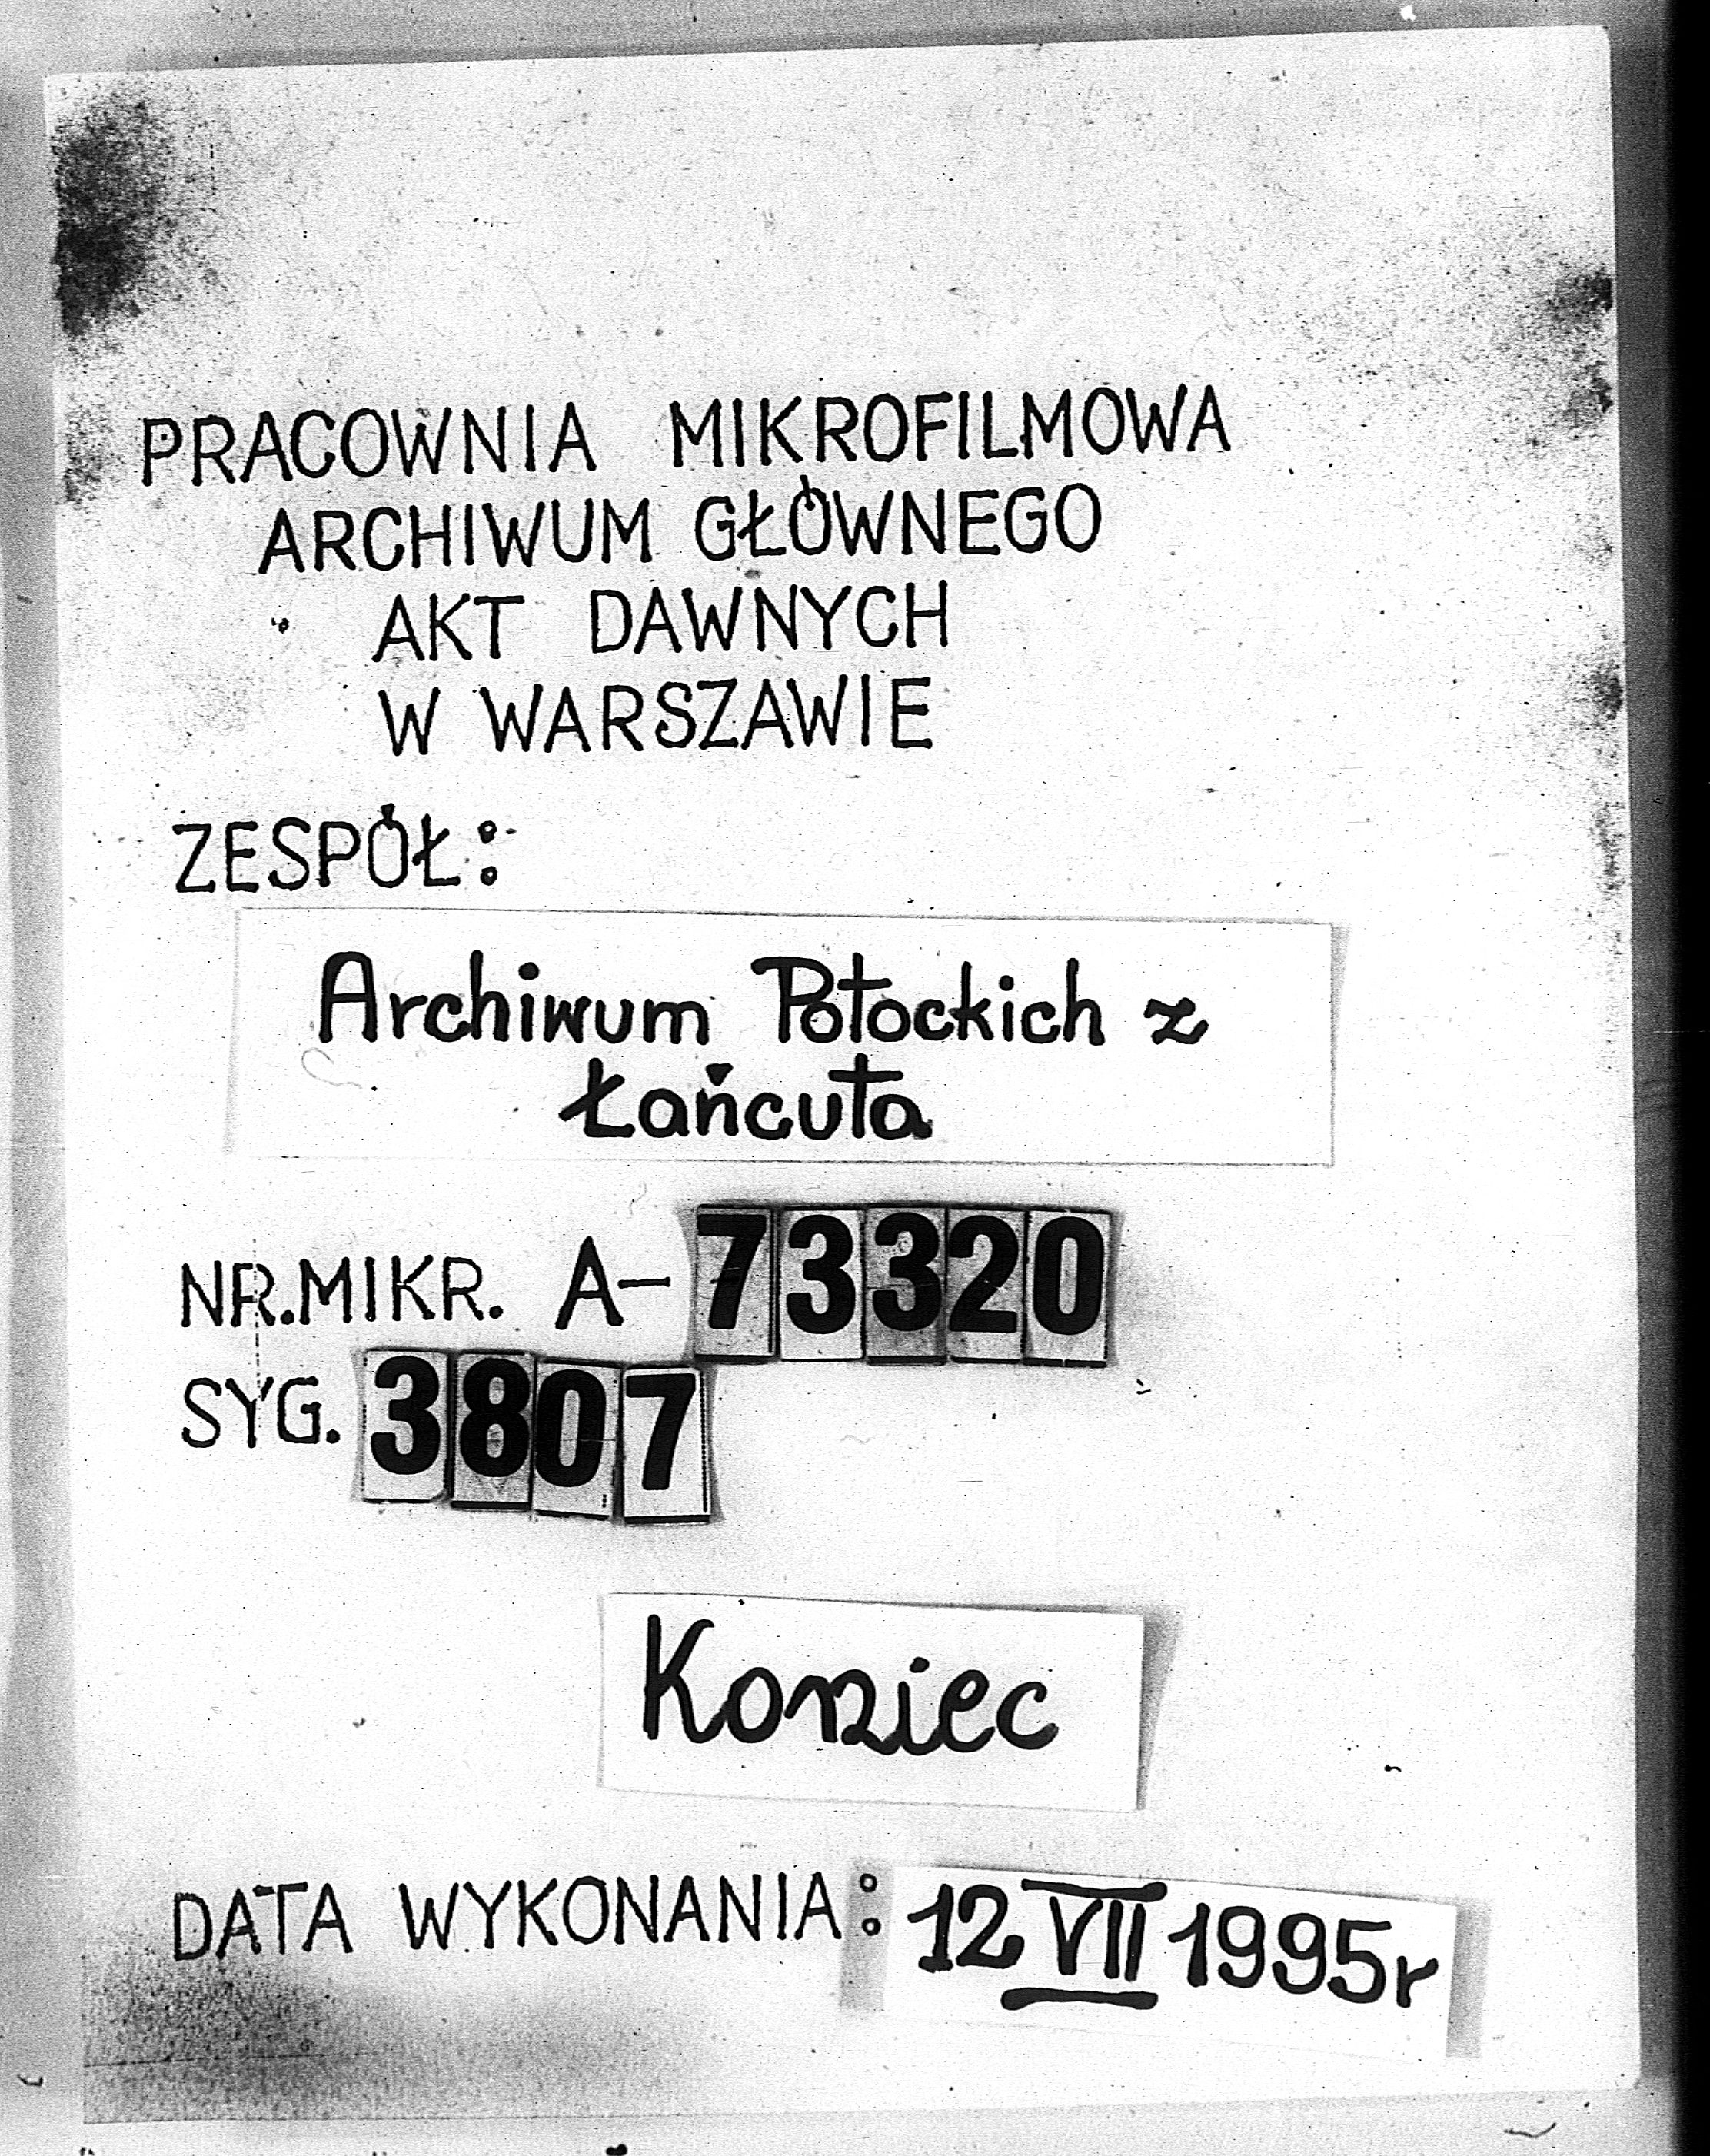 PRACOWNIA MIKROFILMOWA
ARCHIWUM GŁÓWNEGO
AKT DAWNYCH
W WARSZAWIE
ZESPÓŁ:
Archiwum Potockich z
Łańcuta
NR.MIKR. A-73320
SYG. 3807
Koniec
DATA WYKONANIA: 12 VII 1995r